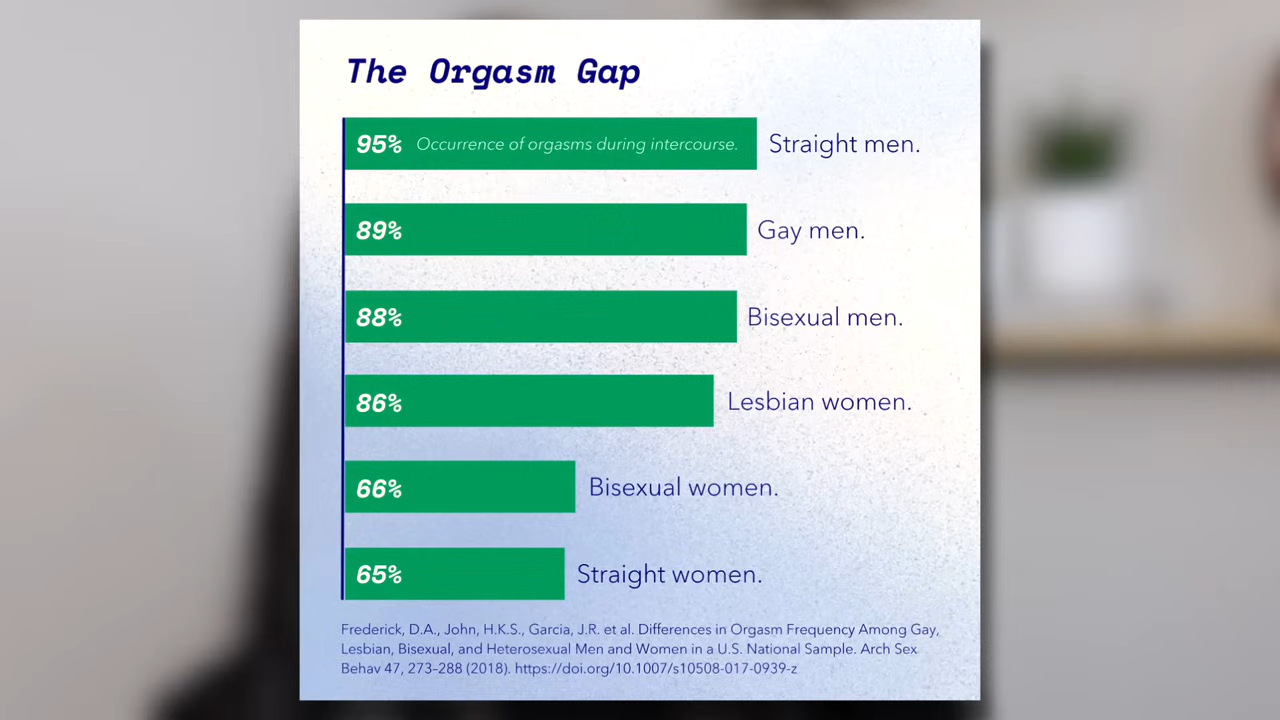 The Orgasm Gap
95% Occurrence of orgasms during intercourse. Straight men.
89% Gay men.
88% Bisexual men.
86% Lesbian women.
66% Bisexual women.
65% Straight women.
Frederick, D.A., John, H.K.S., Garcia, J.R. et al. Differences in Orgasm Frequency Among Gay,
Lesbian, Bisexual, and Heterosexual Men and Women in a U.S. National Sample. Arch Sex
Behav 47, 273–288 (2018). https://doi.org/10.1007/s10508-017-0939-z